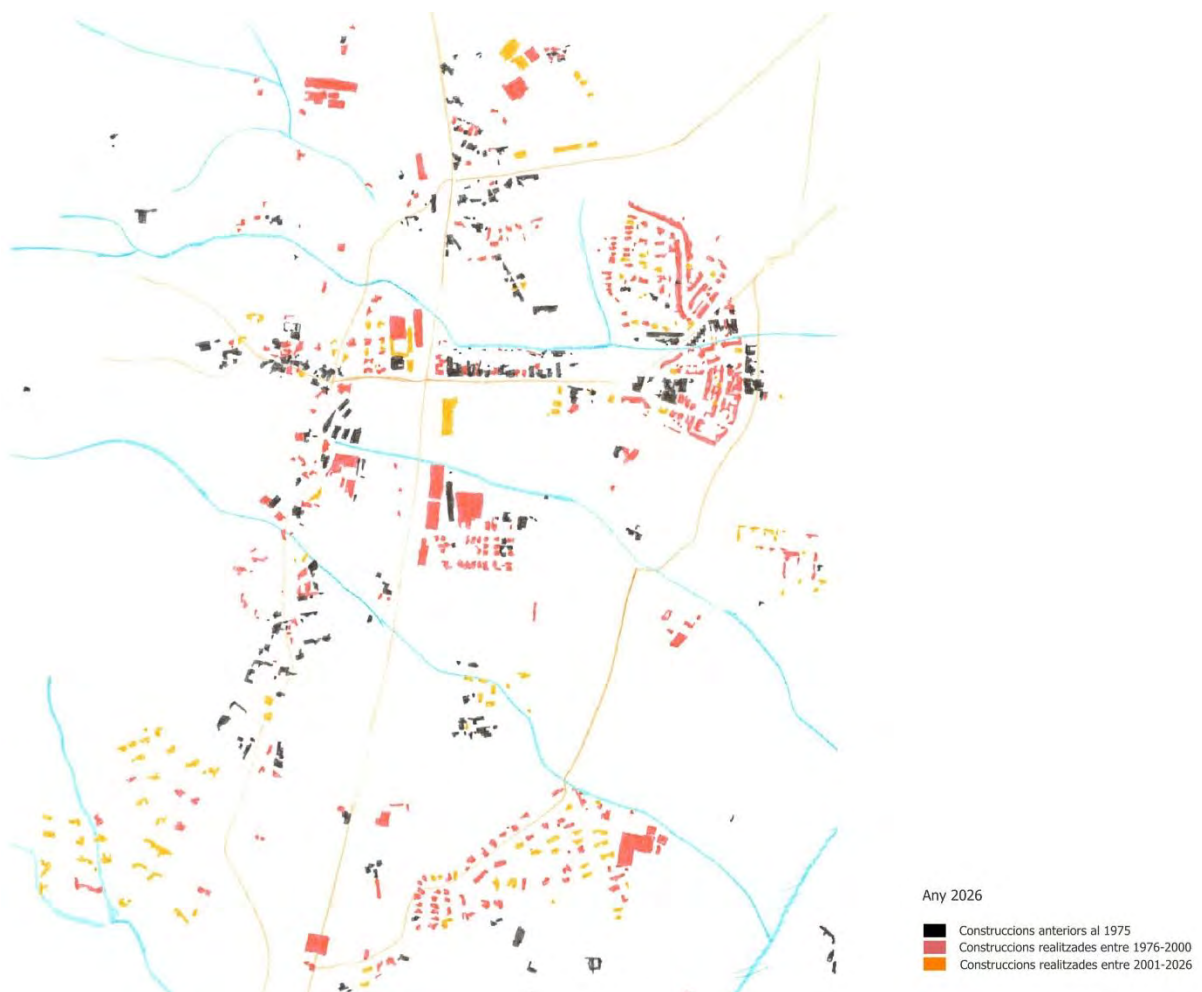 Any 2026
Construccions anteriors al 1975
Construccions realitzades entre 1976-2000
Construccions realitzades entre 2001-2026